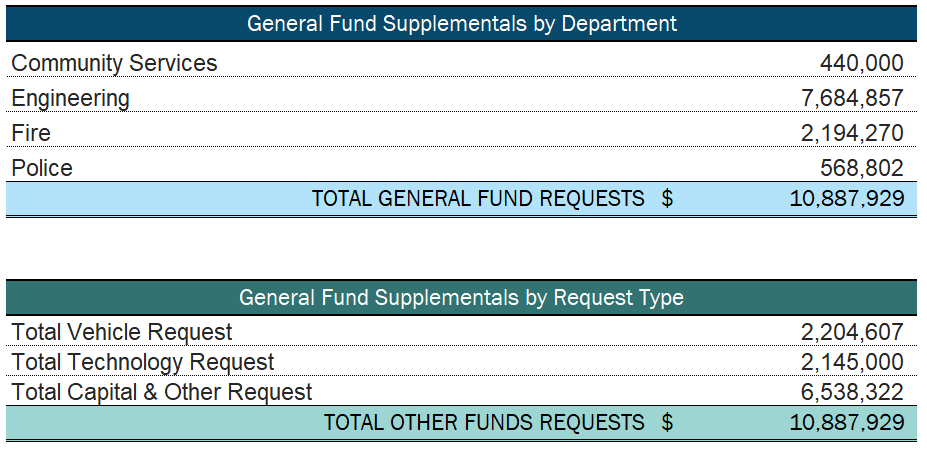 General Fund Supplementals by Department
Community Services 440,000
Engineering 7,684,857
Fire 2,194,270
Police 568,802
TOTAL GENERAL FUND REQUESTS $ 10,887,929
General Fund Supplementals by Request Type
Total Vehicle Request 2,204,607
Total Technology Request 2,145,000
Total Capital & Other Request 6,538,322
TOTAL OTHER FUNDS REQUESTS $ 10,887,929